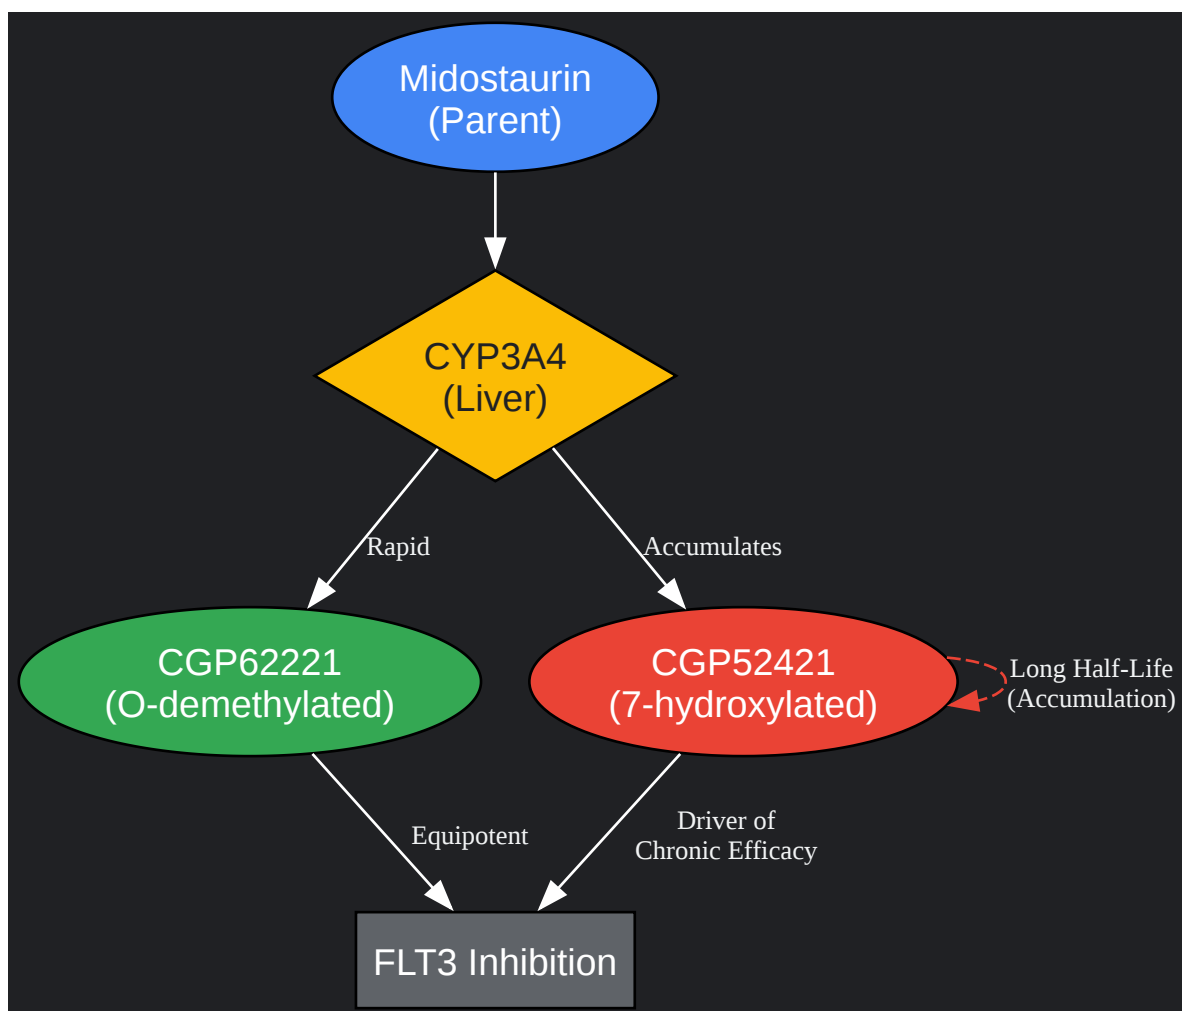 Midostaurin
(Parent)
CYP3A4
(Liver)
Rapid
Accumulates
CGP62221
(O-demethylated)
CGP52421
(7-hydroxylated)
Long Half-Life
(Accumulation)
Equipotent
Driver of
Chronic Efficacy
FLT3 Inhibition